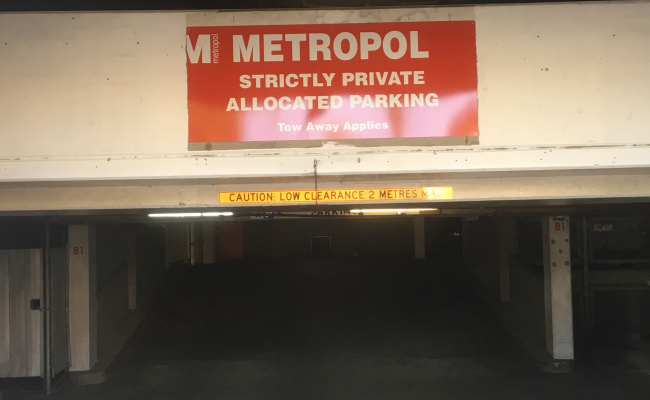 M metropol METROPOL
STRICTLY PRIVATE
ALLOCATED PARKING
Tow Away Applies
CAUTION: LOW CLEARANCE 2 METRES
B1
B1